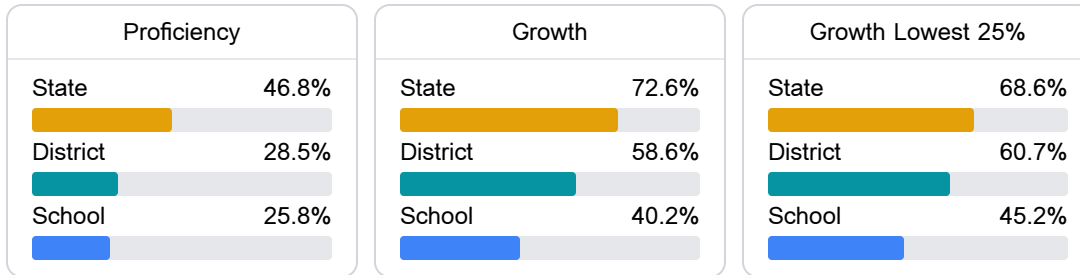 Proficiency
State 46.8%
District 28.5%
School 25.8%
Growth
State 72.6%
District 58.6%
School 40.2%
Growth Lowest 25%
State 68.6%
District 60.7%
School 45.2%